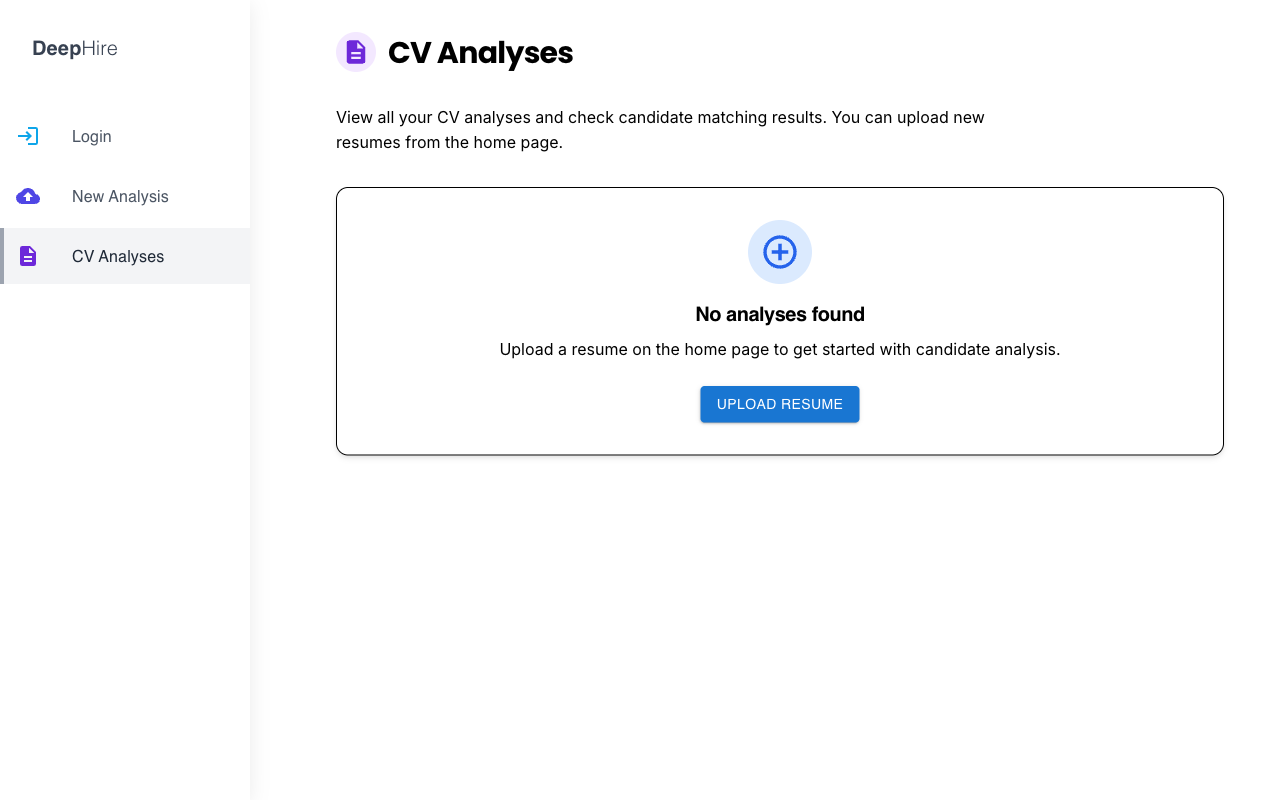 DeepHire
Login
New Analysis
CV Analyses
CV Analyses
View all your CV analyses and check candidate matching results. You can upload new
resumes from the home page.
No analyses found
Upload a resume on the home page to get started with candidate analysis.
UPLOAD RESUME